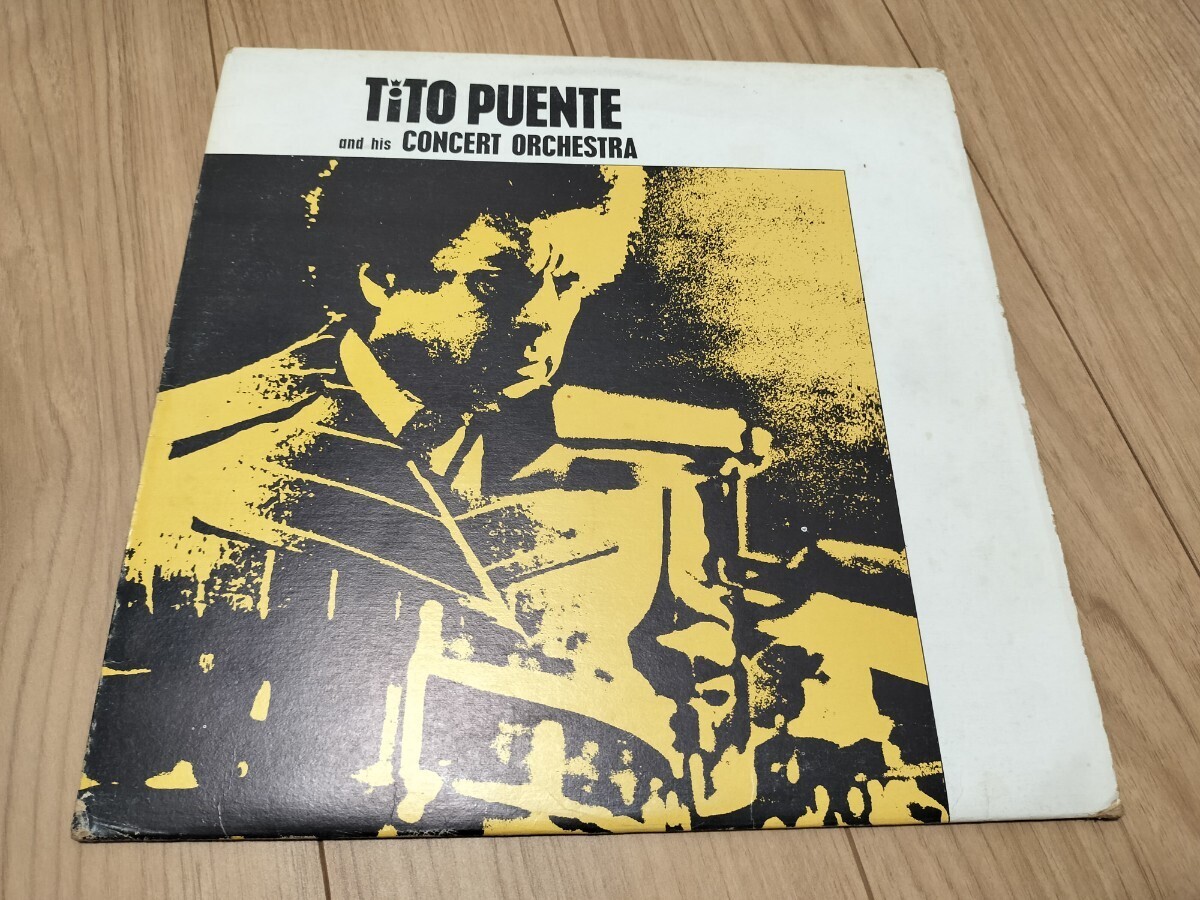 TiTO PUENTE
and his CONCERT ORCHESTRA